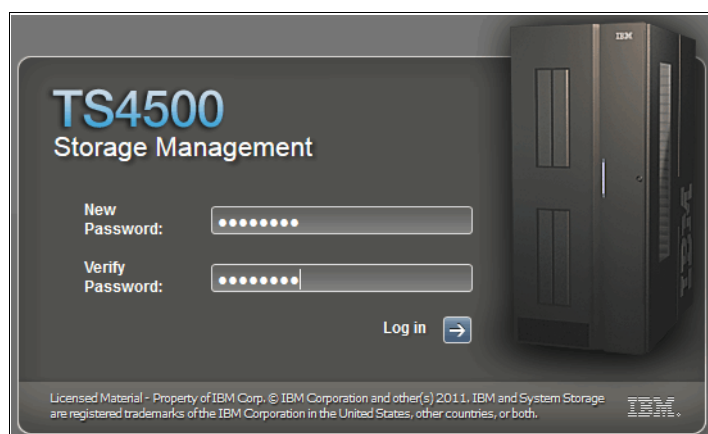 IBM
TS4500
Storage Management
New
Password:
●●●●●●●●
Verify
Password:
●●●●●●●●
Log in
IBM
Licensed Material - Property of IBM Corp. © IBM Corporation and other(s) 2011. IBM and System Storage
are registered trademarks of the IBM Corporation in the United States, other countries, or both.
IBM.